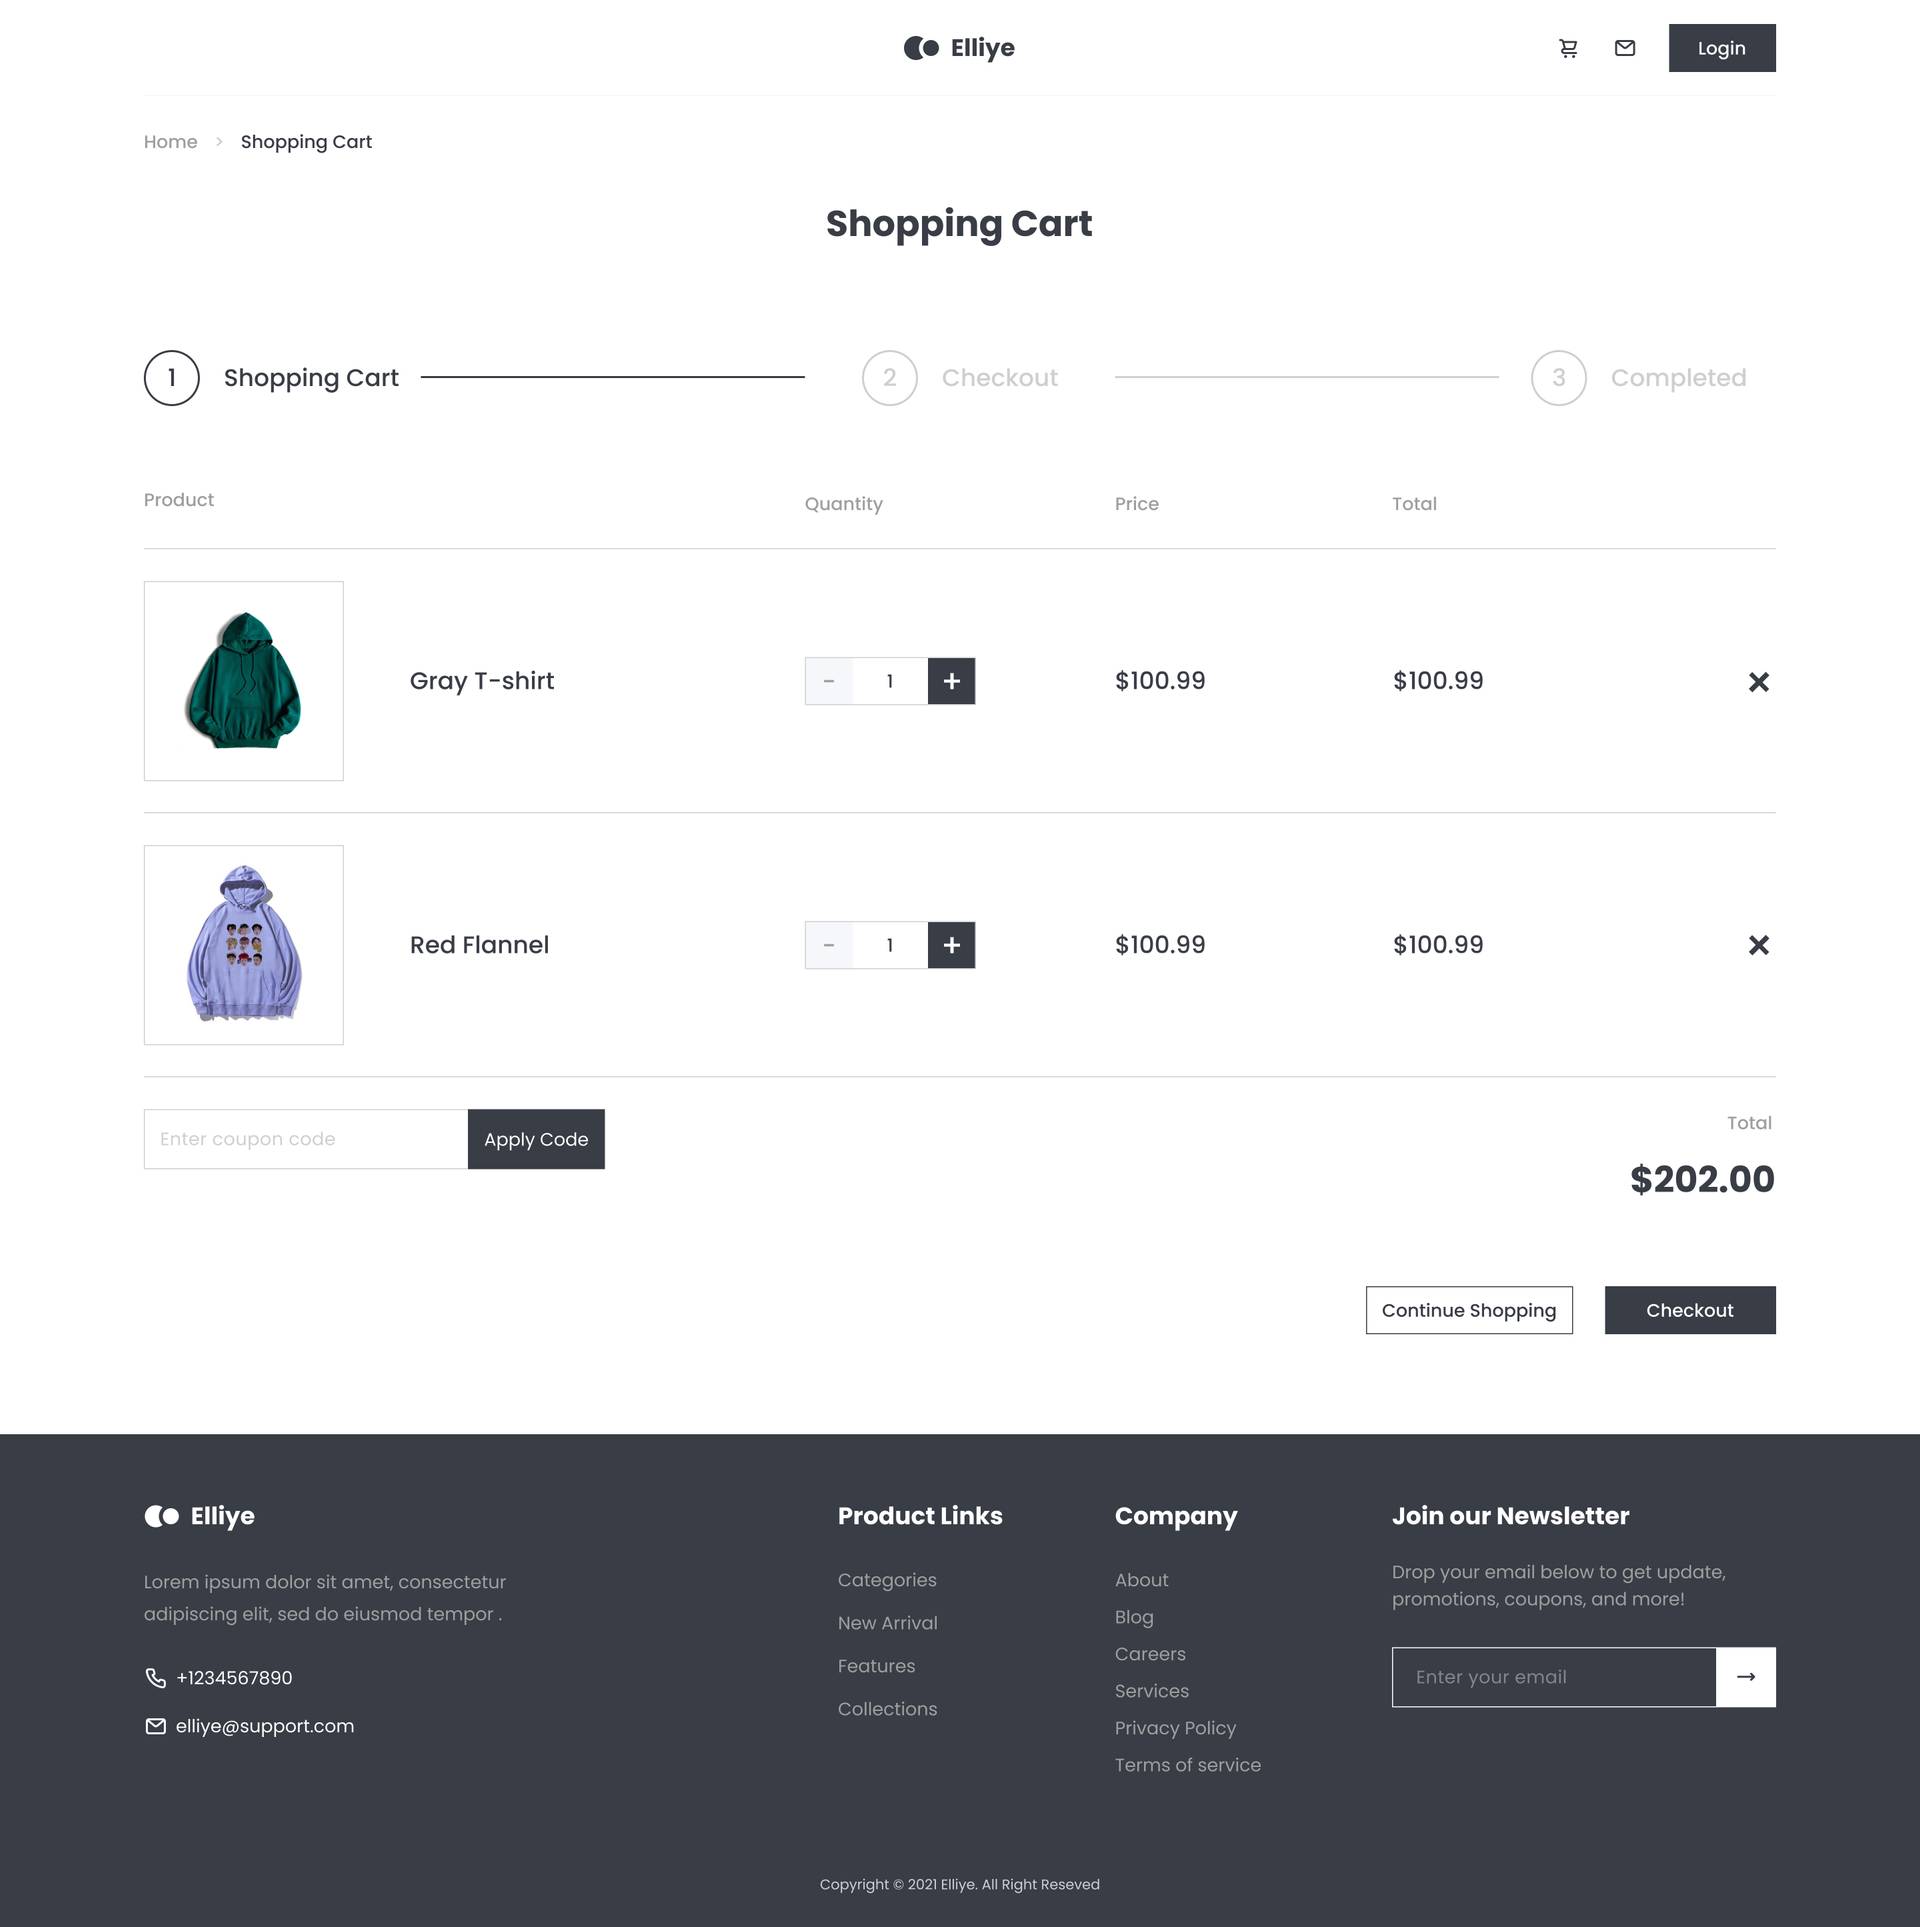 Elliye
Login
Home > Shopping Cart
Shopping Cart
1 Shopping Cart 2 Checkout 3 Completed
Product Quantity Price Total
Gray T-shirt - 1 + $100.99 $100.99
Red Flannel - 1 + $100.99 $100.99
Enter coupon code Apply Code
Total
$202.00
Continue Shopping Checkout
Elliye
Lorem ipsum dolor sit amet, consectetur
adipiscing elit, sed do eiusmod tempor .
+1234567890
elliye@support.com
Product Links
Categories
New Arrival
Features
Collections
Company
About
Blog
Careers
Services
Privacy Policy
Terms of service
Join our Newsletter
Drop your email below to get update,
promotions, coupons, and more!
Enter your email
Copyright © 2021 Elliye. All Right Reseved